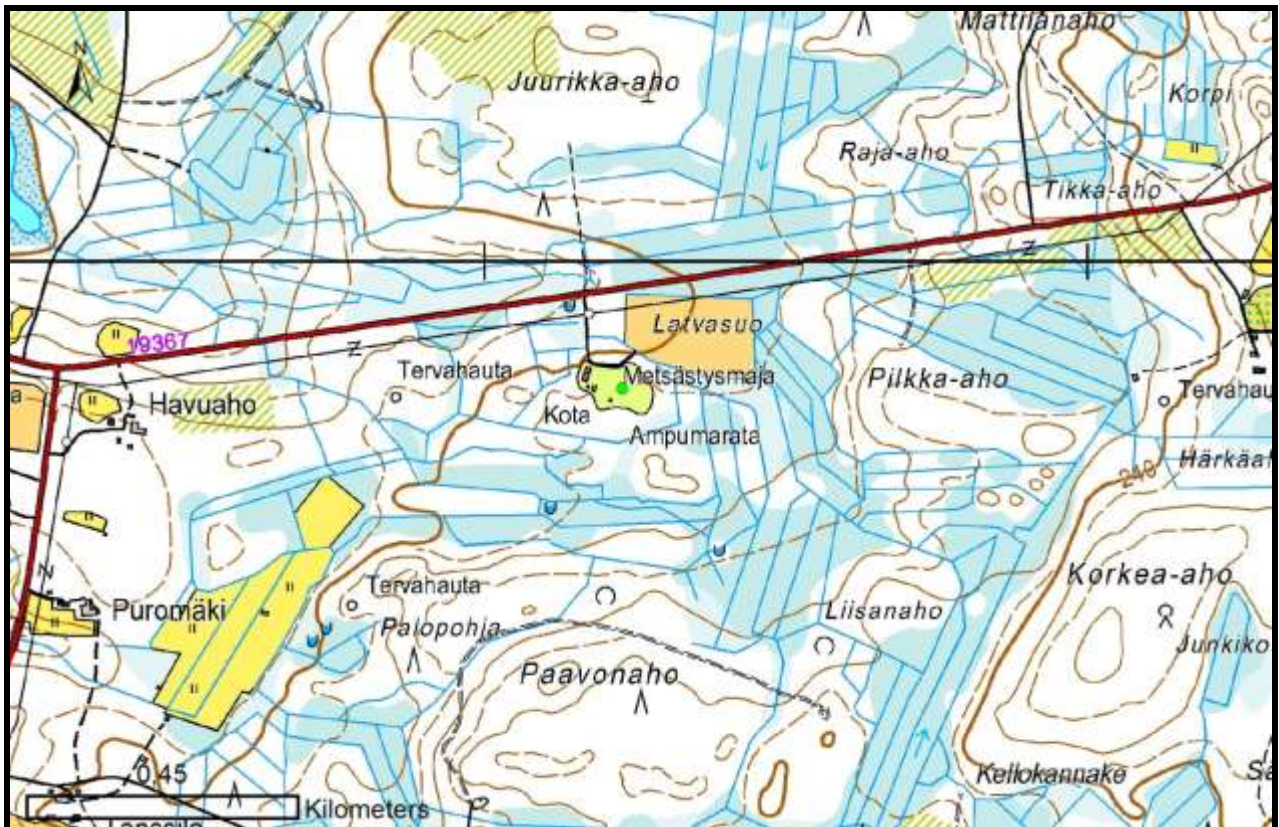 Mattilanaho
N
Juurikka-aho
Korpi
Raja-aho
Tikka-aho
Z
Latvasuo
19367
Z
Tervahauta
Metsästysmaja
Pilkka-aho
Havuaho
Kota
Tervahau
Ampumarata
Härkäah
240
Korkea-aho
Z
Tervahauta
Puromäki
Liisanaho
Palopohja
Junkiko
Paavonaho
Kellokannake
0,45
Kilometers